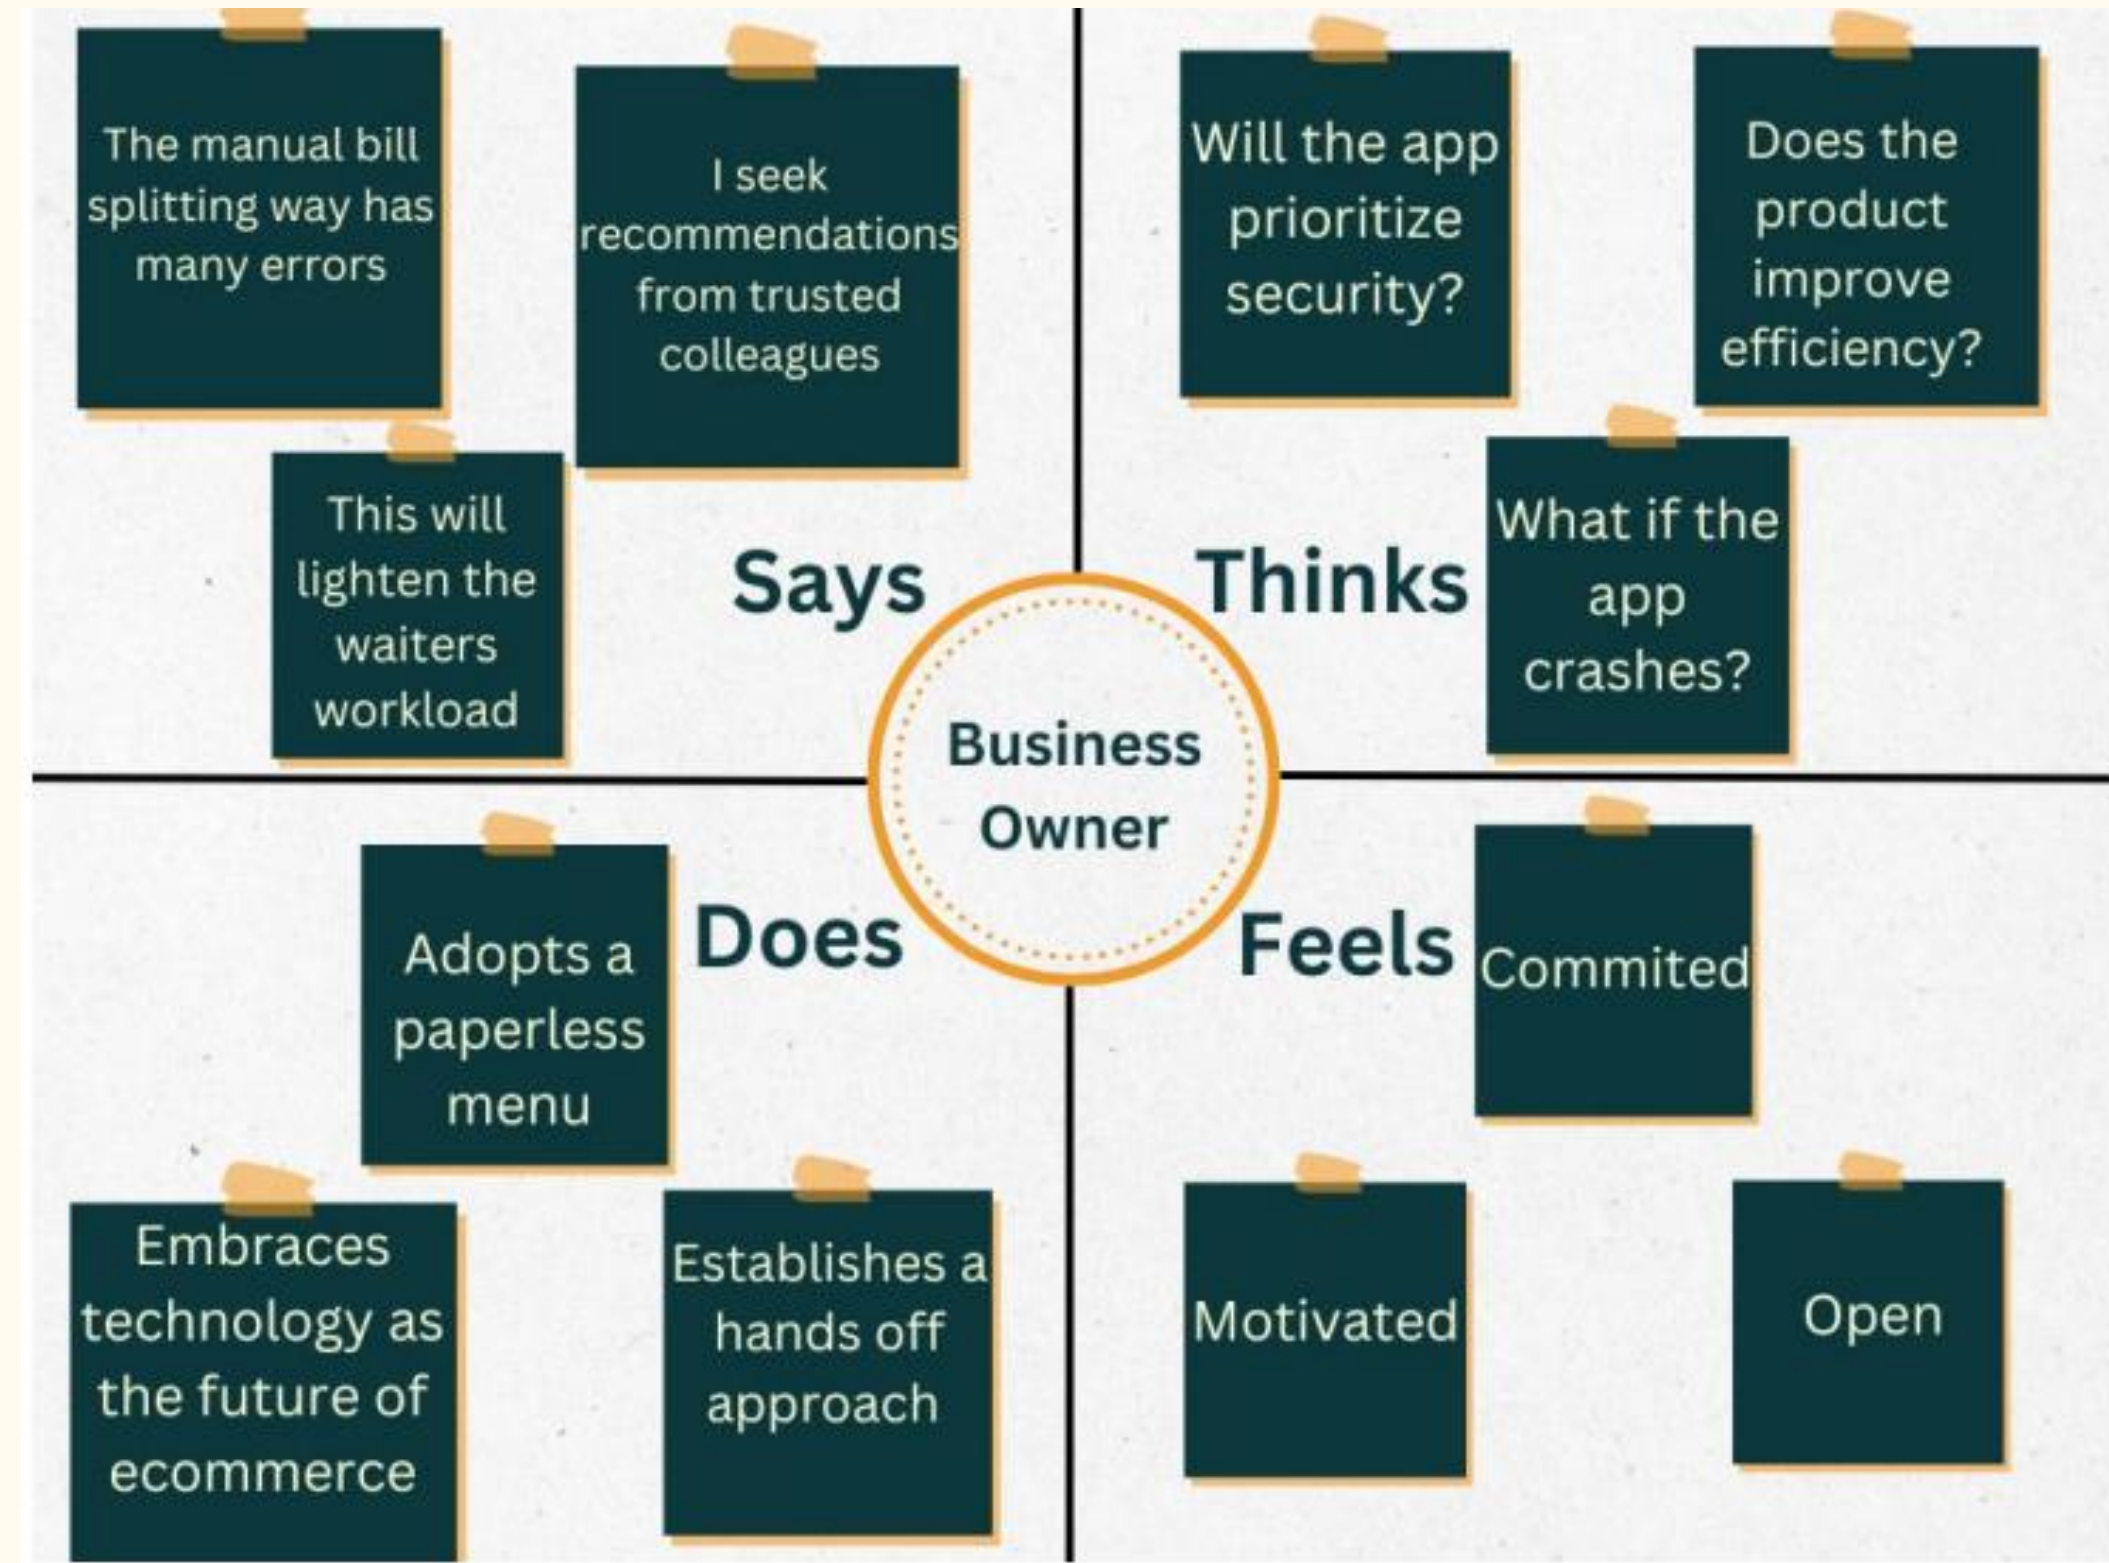 The manual bill
splitting way has
many errors
I seek
recommendations
from trusted
colleagues
This will
lighten the
waiters
workload
Says
Will the app
prioritize
security?
Does the
product
improve
efficiency?
What if the
app
crashes?
Thinks
Business
Owner
Does
Adopts a
paperless
menu
Embraces
technology as
the future of
ecommerce
Establishes a
hands off
approach
Feels
Commited
Motivated
Open